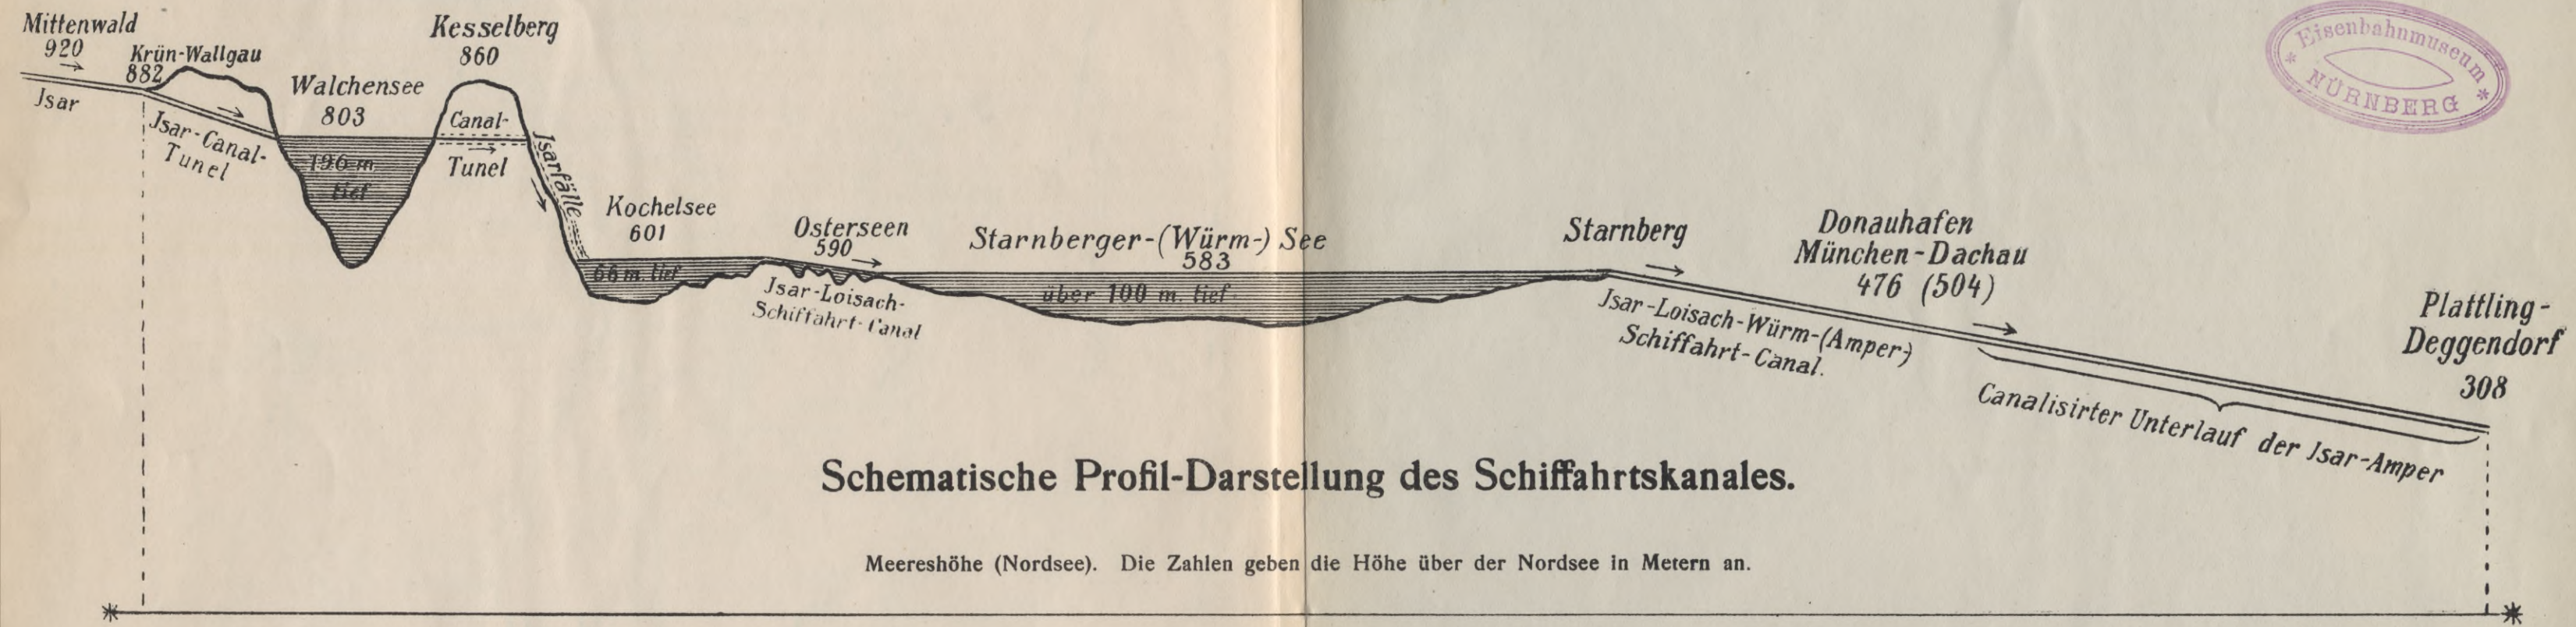 Mittenwald
920
Krün-Wallgau
882
Jsar
Jsar-Canal-
Tunel
Walchensee
803
196 m
tief
Kesselberg
860
Canal-
Tunel
Jsarfälle
Kochelsee
601
66 m. tief
Osterseen
590
Jsar-Loisach-
Schiffahrt-Canal
Starnberger-(Würm-) See
583
über 100 m. tief
Starnberg
Jsar-Loisach-Würm-(Amper-)
Schiffahrt-Canal.
Donauhafen
München-Dachau
476 (504)
Canalisirter Unterlauf der Jsar-Amper
Plattling-
Deggendorf
308
Eisenbahnmuseum
* NÜRNBERG *
Schematische Profil-Darstellung des Schiffahrtskanales.
Meereshöhe (Nordsee). Die Zahlen geben die Höhe über der Nordsee in Metern an.